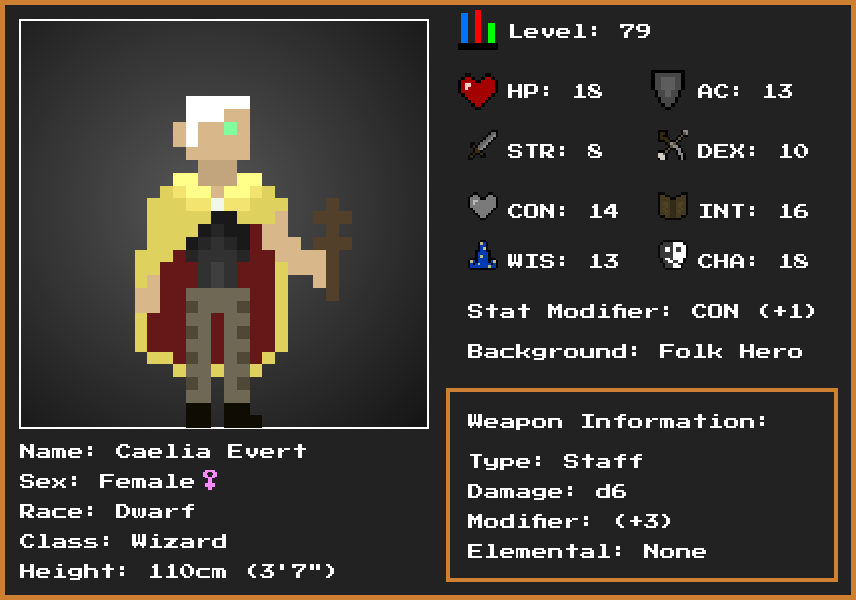 Level: 79
HP: 18
AC: 13
STR: 8
DEX: 10
CON: 14
INT: 16
WIS: 13
CHA: 18
Stat Modifier: CON (+1)
Background: Folk Hero
Weapon Information:
Type: Staff
Damage: d6
Modifier: (+3)
Elemental: None
Name: Caelia Evert
Sex: Female♀
Race: Dwarf
Class: Wizard
Height: 110cm (3'7")